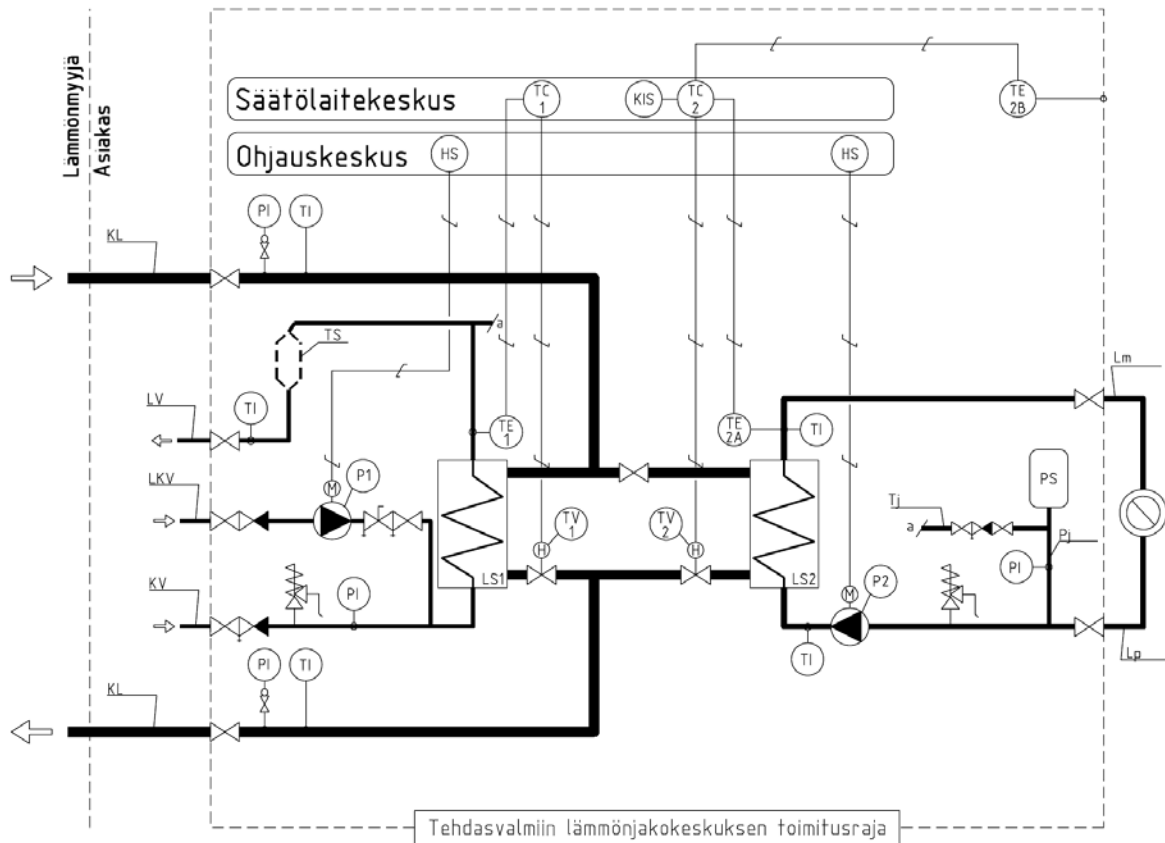 Lämmönmyyjä
Asiakas
Säätölaitekeskus
TC
1
KIS
TC
2
TE
2B
Ohjauskeskus
HS
HS
PI
TI
KL
a
TS
Lm
LV
TI
TE
1
TE
2A
TI
LKV
M
P1
PS
Tj
a
TV
1
TV
2
H
H
Pj
PI
LS1
LS2
KV
PI
M
P2
TI
Lp
KL
PI
TI
Tehdasvalmiin lämmönjakokeskuksen toimitusraja